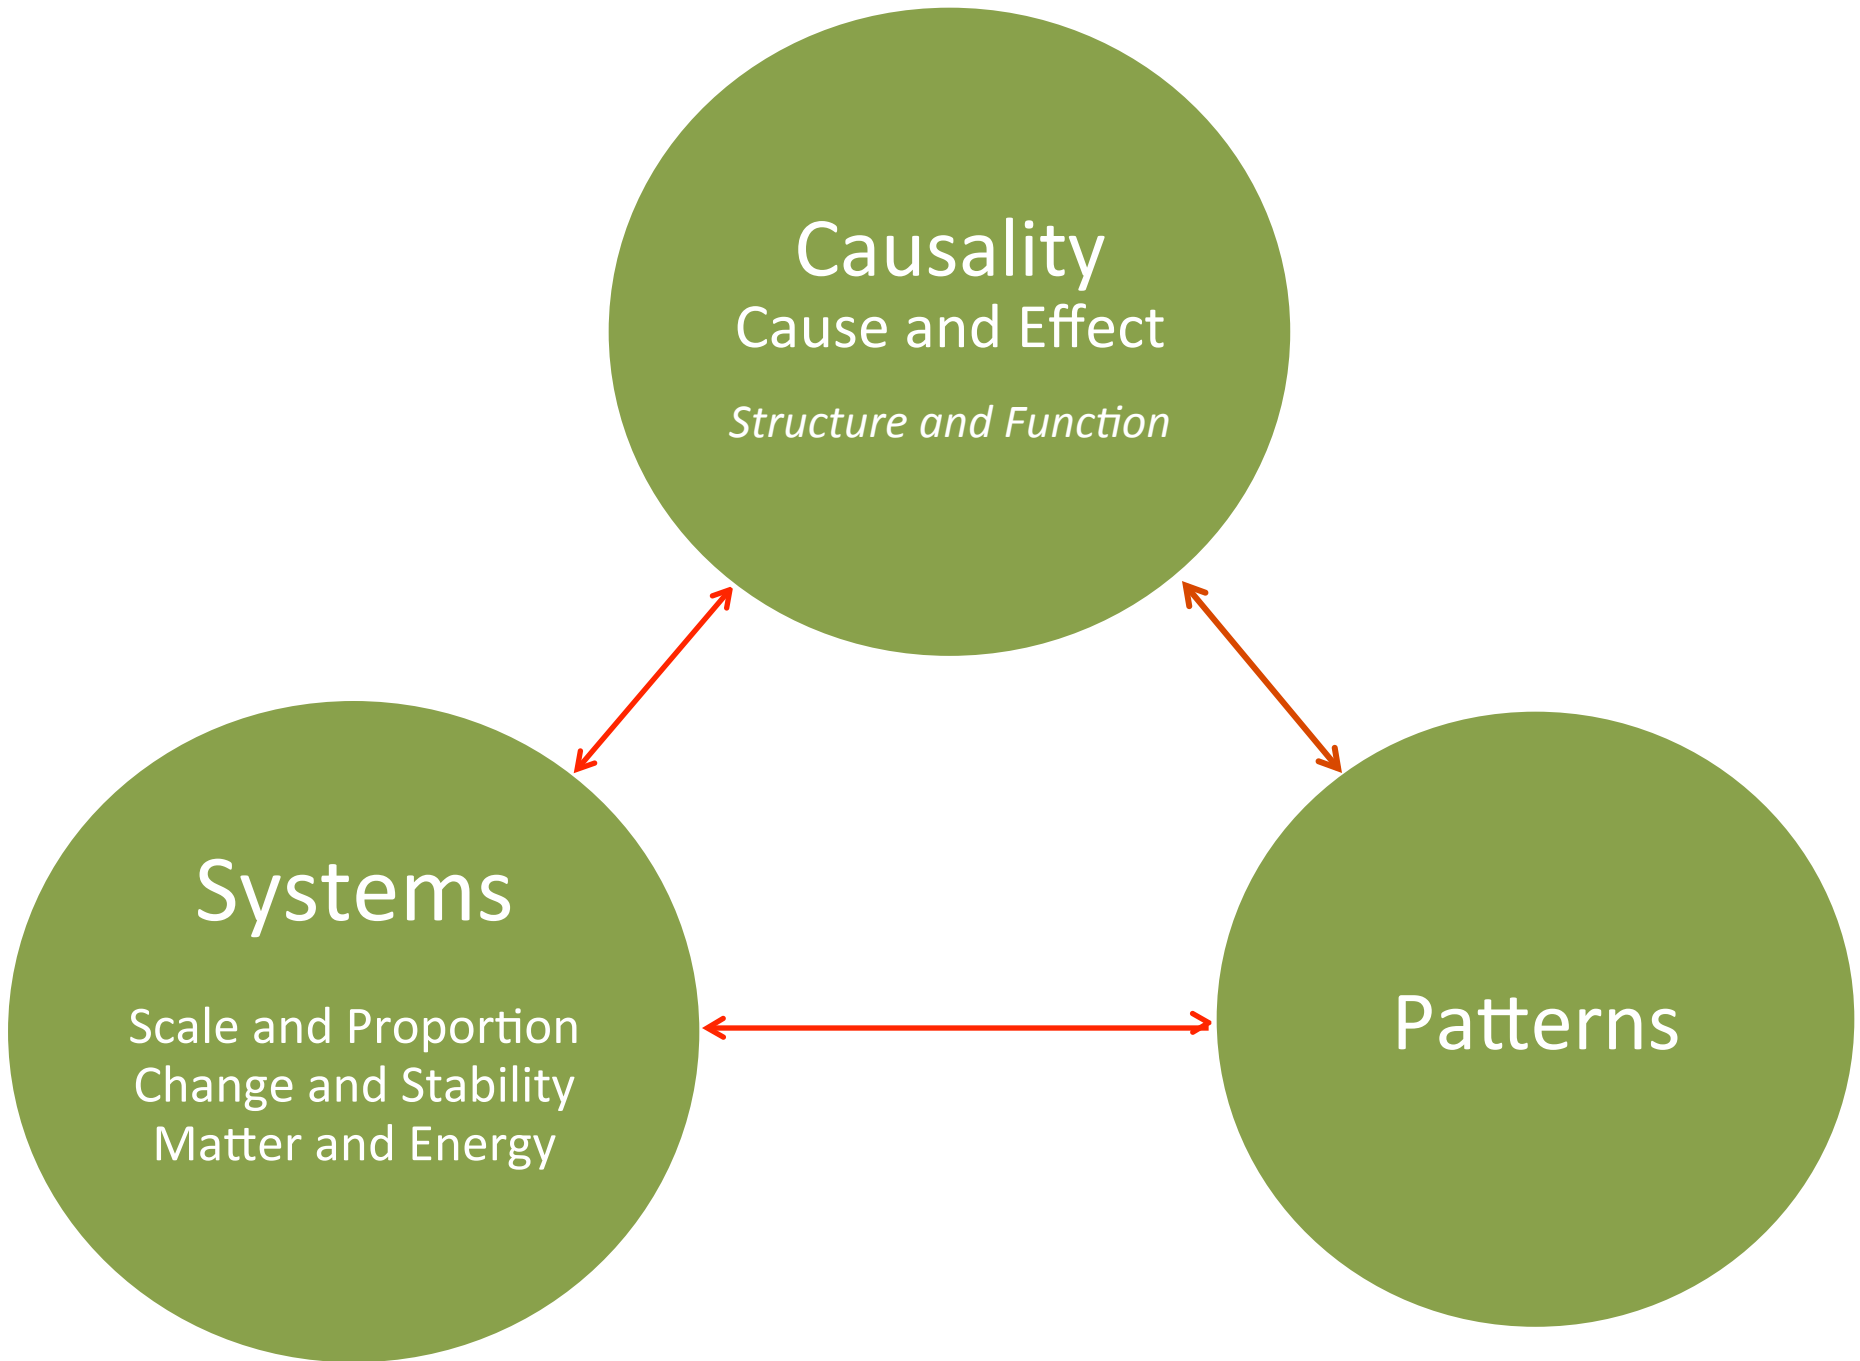 Causality
Cause and Effect
Structure and Function
Systems
Scale and Proportion
Change and Stability
Matter and Energy
Patterns